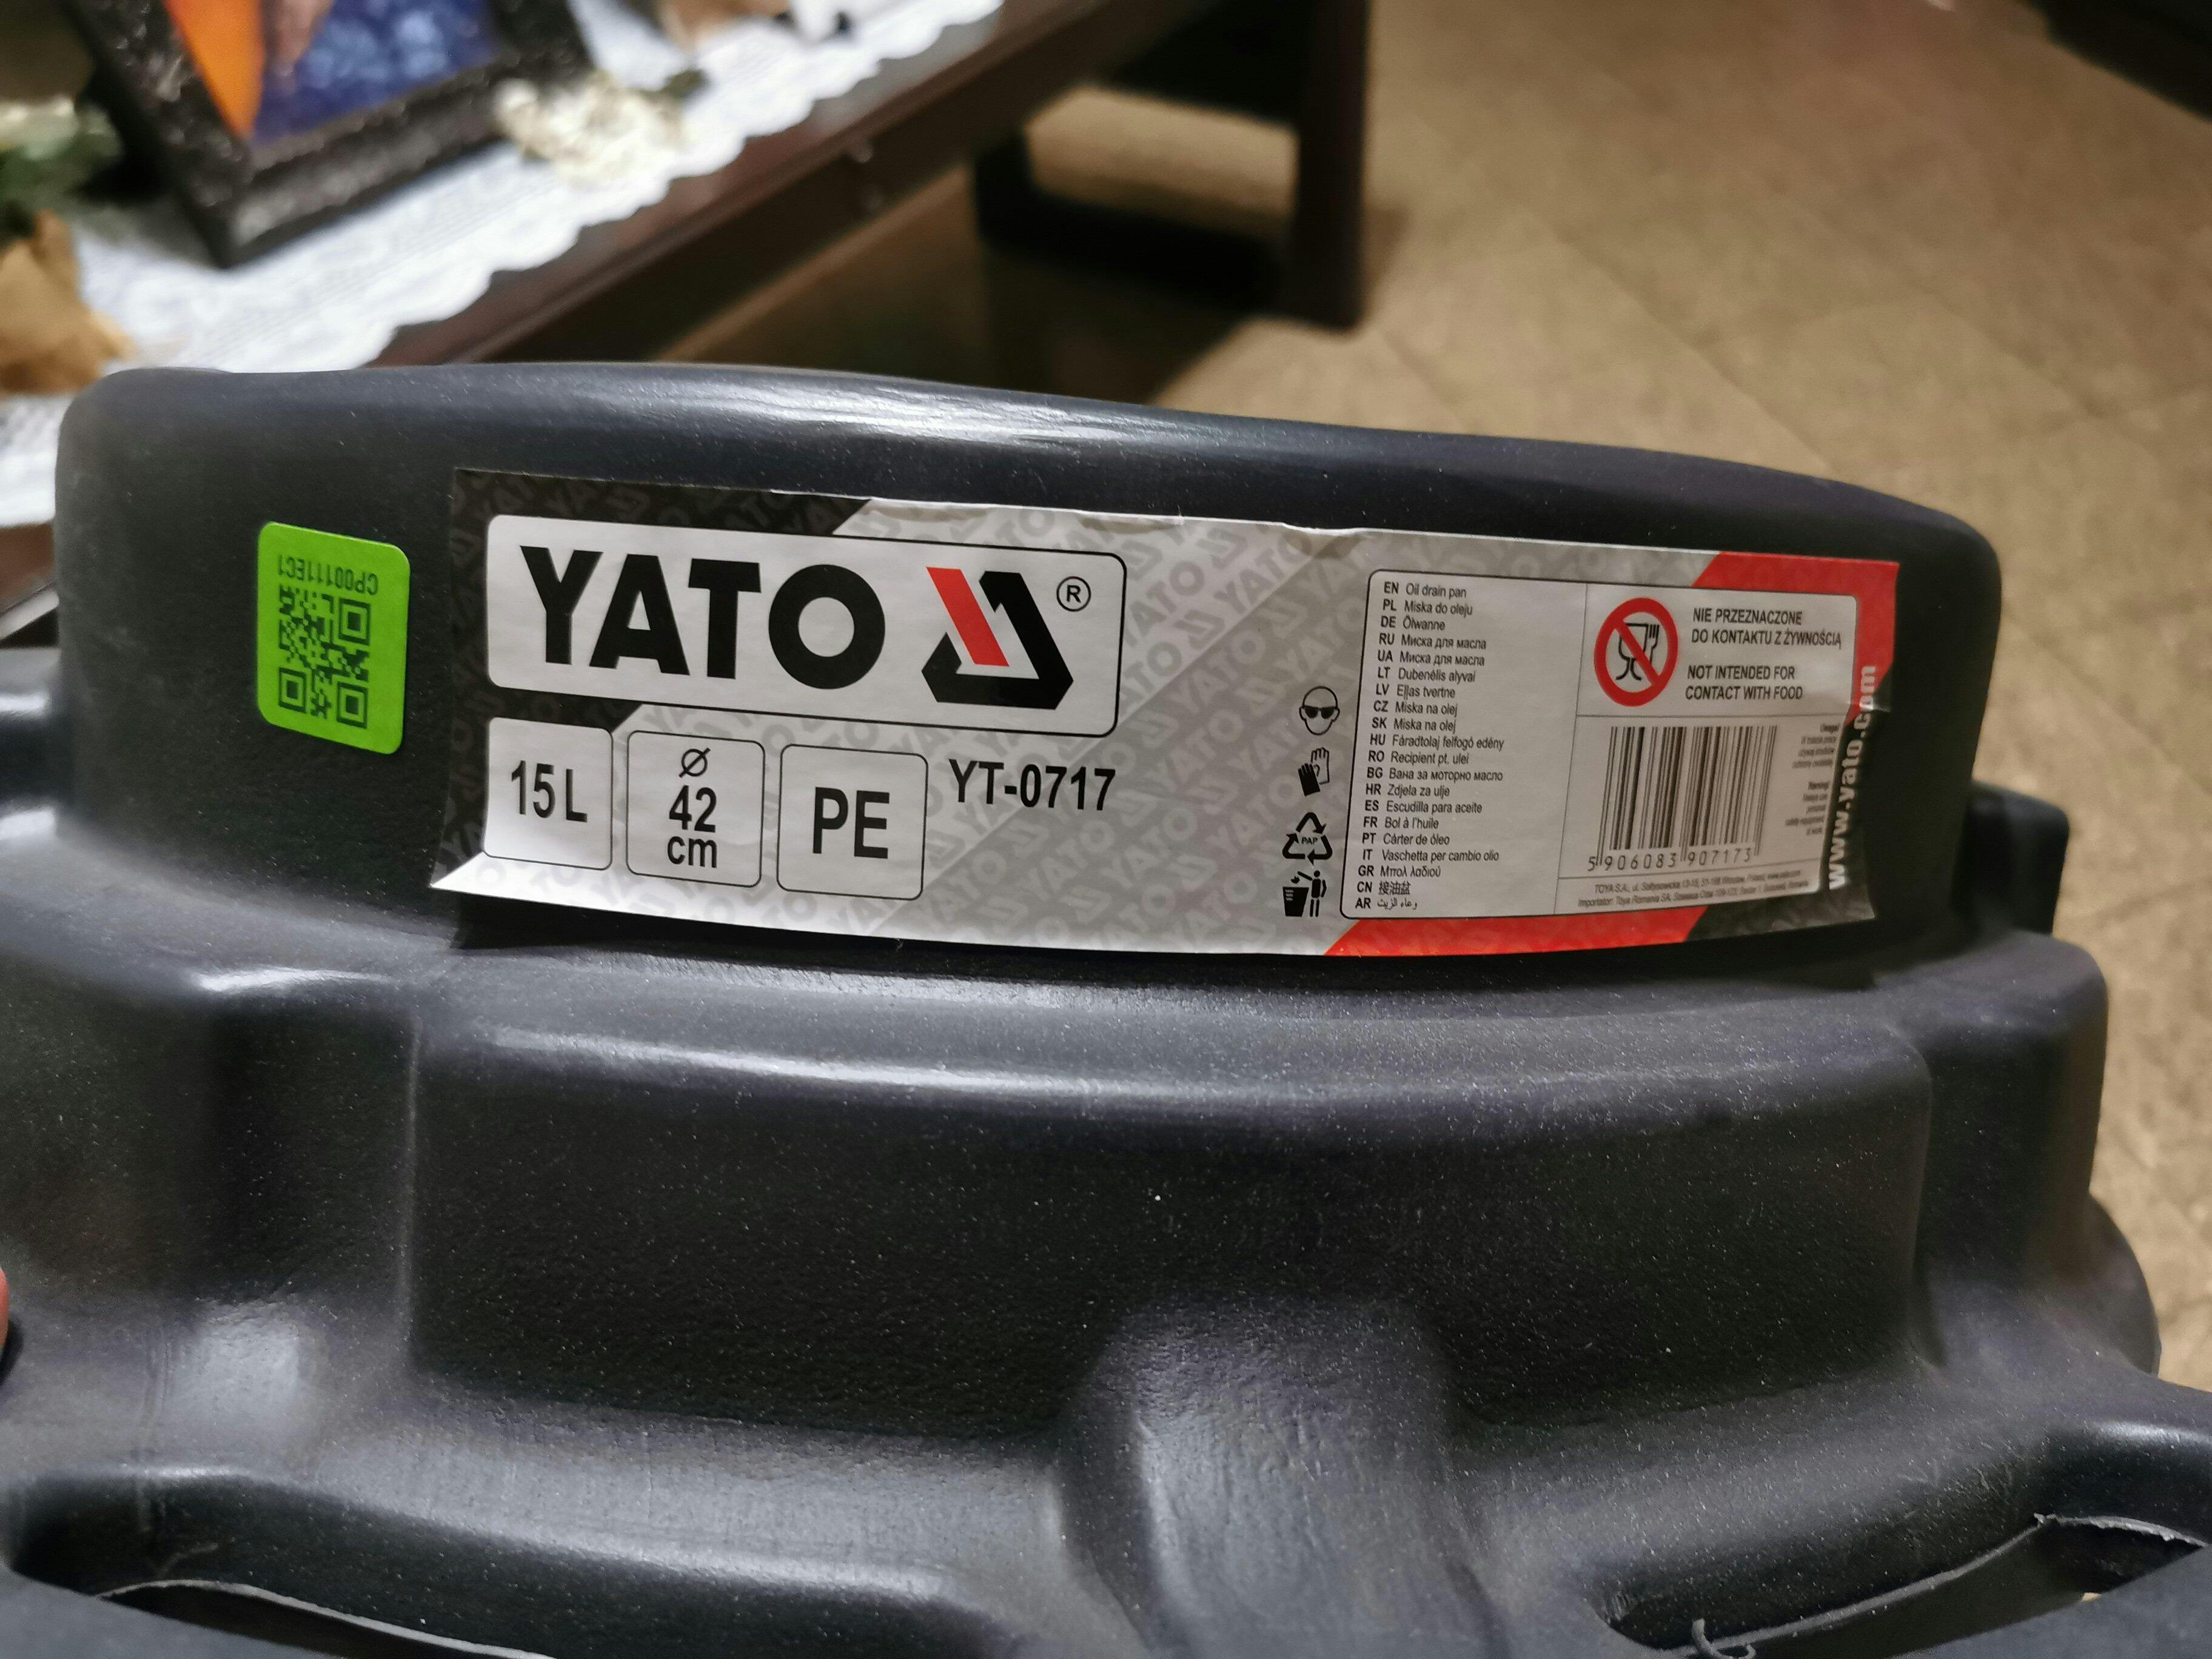 CP00111EC1
YATO ®
15L
Ø
42
cm
PE
YT-0717
EN Oil drain pan
PL Miska do oleju
DE Ölwanne
RU Миска для масла
UA Миска для масла
LT Dubenėlis alyvai
LV Eļļas tvertne
CZ Miska na olej
SK Miska na olej
HU Fáradtolaj felfogó edény
RO Recipient pt. ulei
BG Вана за моторно масло
HR Zdjela za ulje
ES Escudilla para aceite
FR Bol à l'huile
PT Cárter de óleo
IT Vaschetta per cambio olio
GR Μπολ λαδιού
CN 接油盆
AR وعاء الزيت
PAP
NIE PRZEZNACZONE
DO KONTAKTU Z ŻYWNOŚCIĄ
NOT INTENDED FOR
CONTACT WITH FOOD
5 906083 907173
www.yato.com